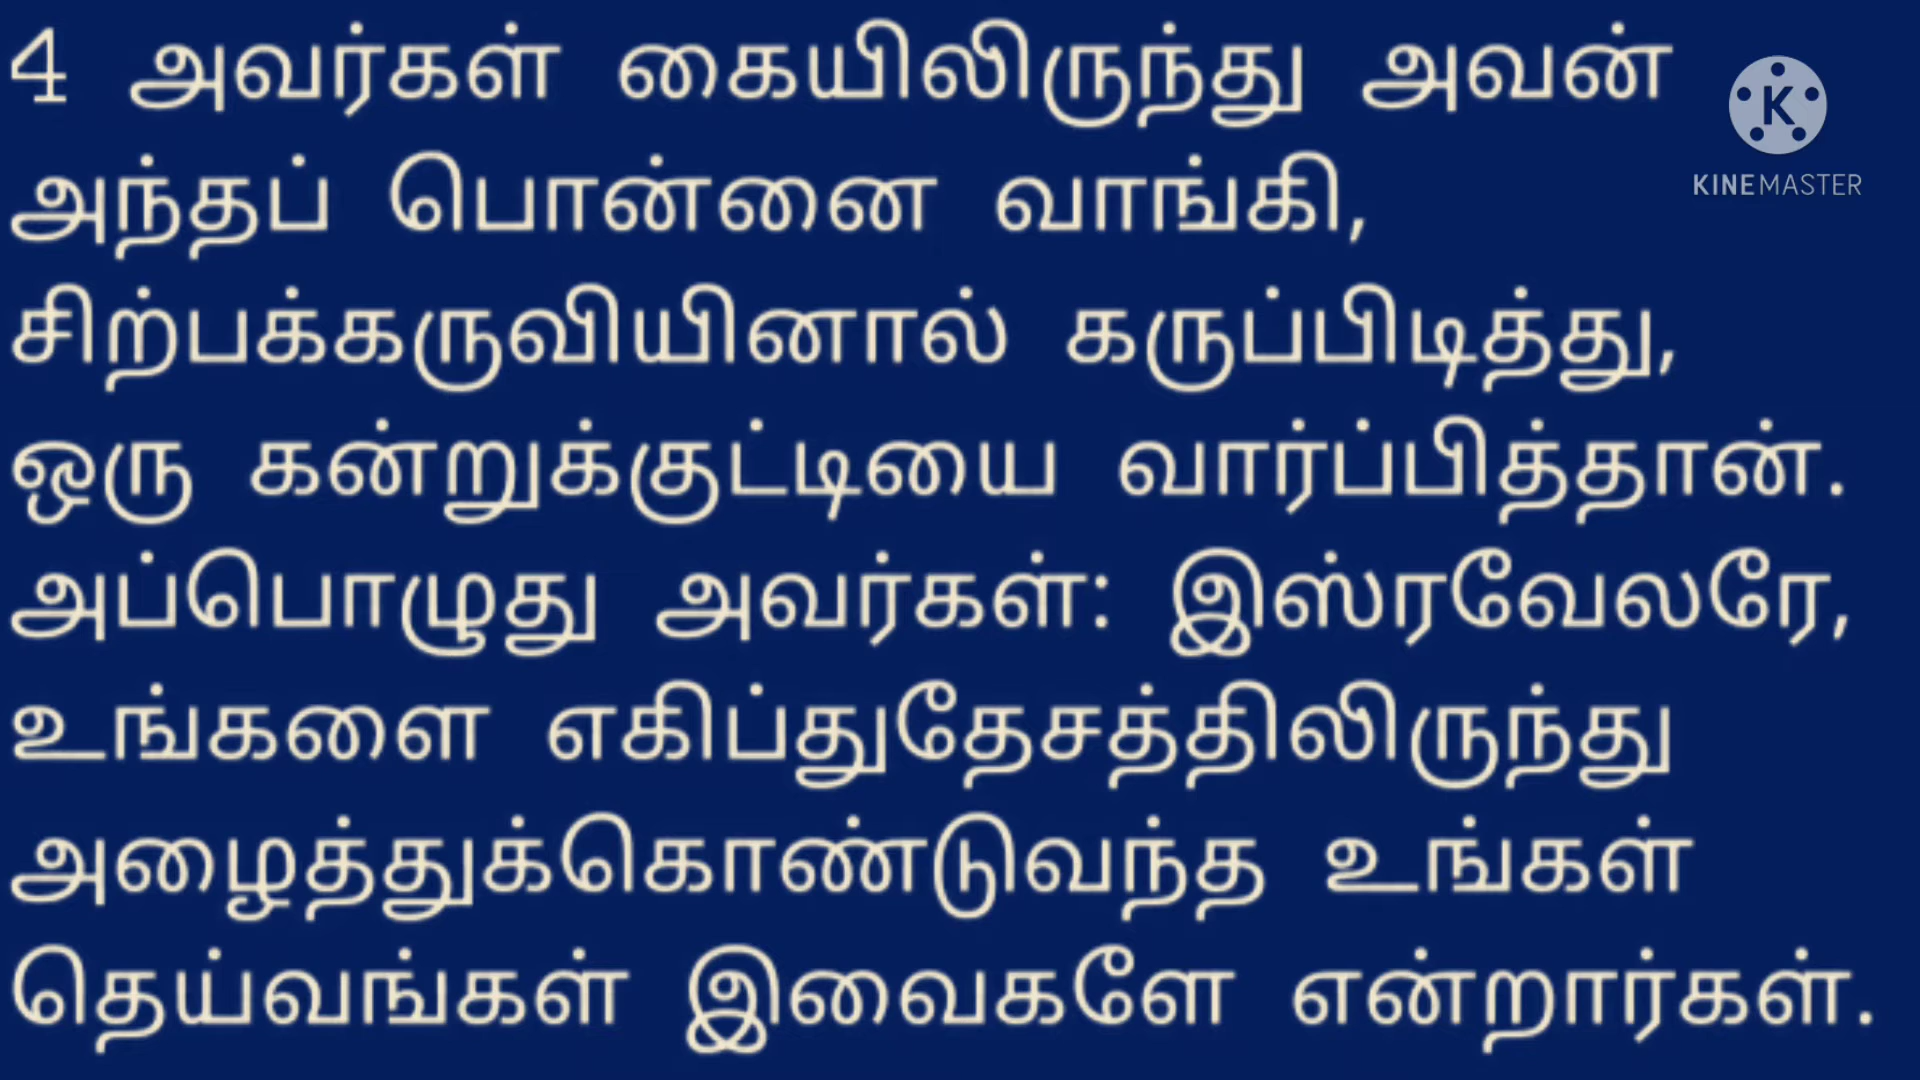 4 அவர்கள் கையிலிருந்து அவன்
அந்தப் பொன்னை வாங்கி,
சிற்பக்கருவியினால் கருப்பிடித்து,
ஒரு கன்றுக்குட்டியை வார்ப்பித்தான்.
அப்பொழுது அவர்கள்: இஸ்ரவேலரே,
உங்களை எகிப்துதேசத்திலிருந்து
அழைத்துக்கொண்டுவந்த உங்கள்
தெய்வங்கள் இவைகளே என்றார்கள்.
K
KINEMASTER